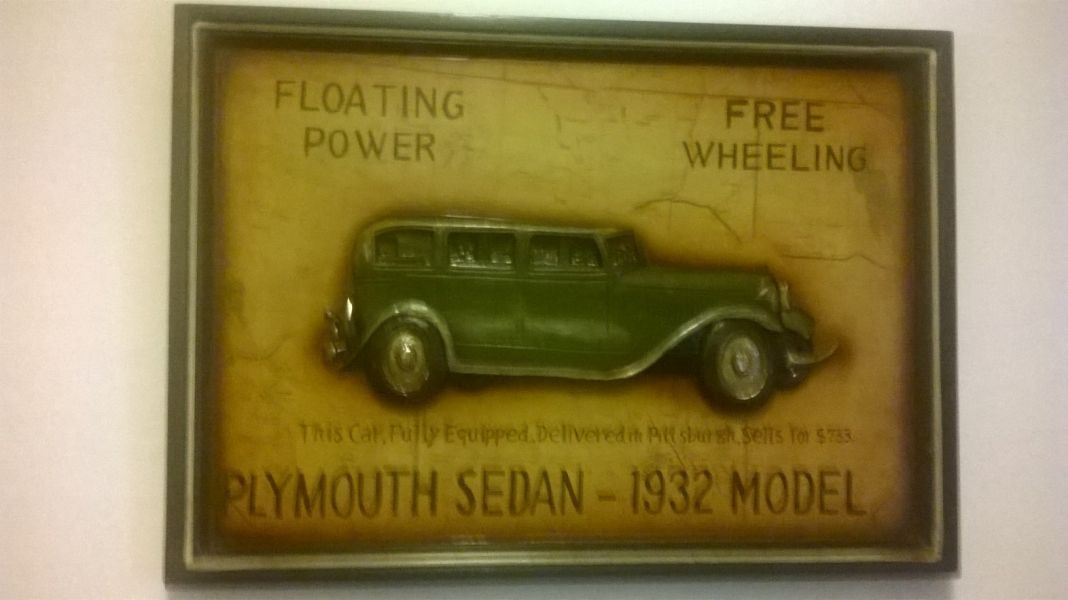 FLOATING
POWER
FREE
WHEELING
This Car, Fully Equipped, Delivered in Pittsburgh, Sells for $733
PLYMOUTH SEDAN - 1932 MODEL